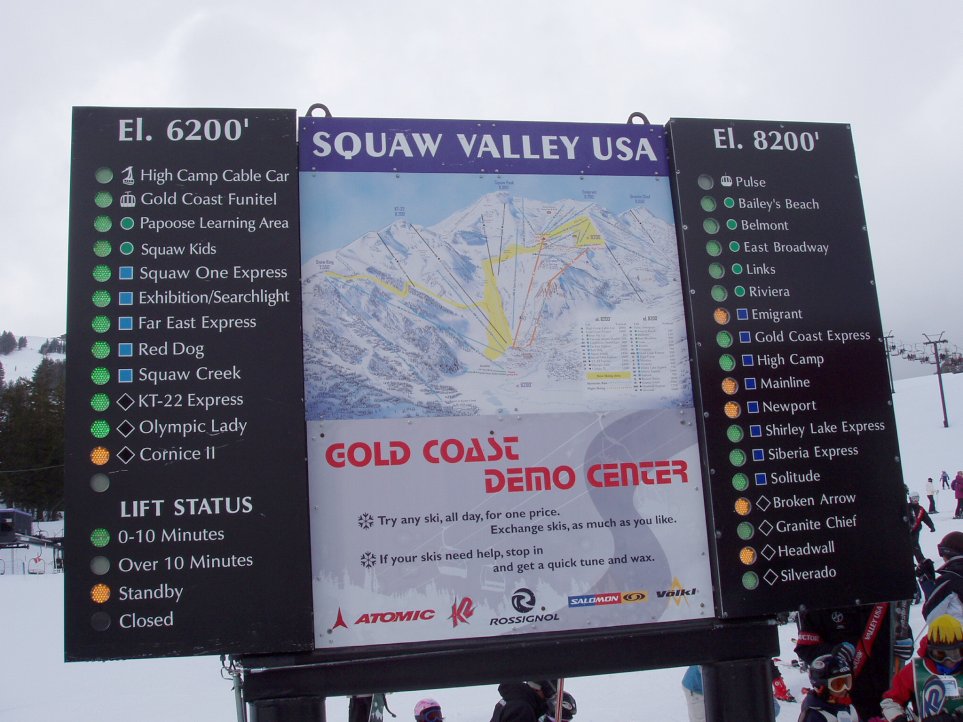 El. 6200'
High Camp Cable Car
Gold Coast Funitel
Papoose Learning Area
Squaw Kids
Squaw One Express
Exhibition/Searchlight
Far East Express
Red Dog
Squaw Creek
KT-22 Express
Olympic Lady
Cornice II
LIFT STATUS
0-10 Minutes
Over 10 Minutes
Standby
Closed
SQUAW VALLEY USA
GOLD COAST
DEMO CENTER
Try any ski, all day, for one price.
Exchange skis, as much as you like.
If your skis need help, stop in
and get a quick tune and wax.
ATOMIC
K2
ROSSIGNOL
SALOMON
Völkl
El. 8200'
Pulse
Bailey's Beach
Belmont
East Broadway
Links
Riviera
Emigrant
Gold Coast Express
High Camp
Mainline
Newport
Shirley Lake Express
Siberia Express
Solitude
Broken Arrow
Granite Chief
Headwall
Silverado